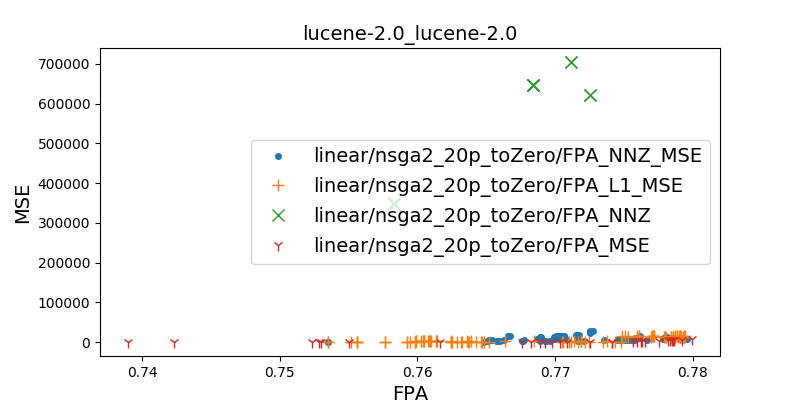 lucene-2.0_lucene-2.0
700000
600000
500000
400000
300000
200000
100000
0
MSE
linear/nsga2_20p_toZero/FPA_NNZ_MSE
linear/nsga2_20p_toZero/FPA_L1_MSE
linear/nsga2_20p_toZero/FPA_NNZ
linear/nsga2_20p_toZero/FPA_MSE
0.74 0.75 0.76 0.77 0.78
FPA